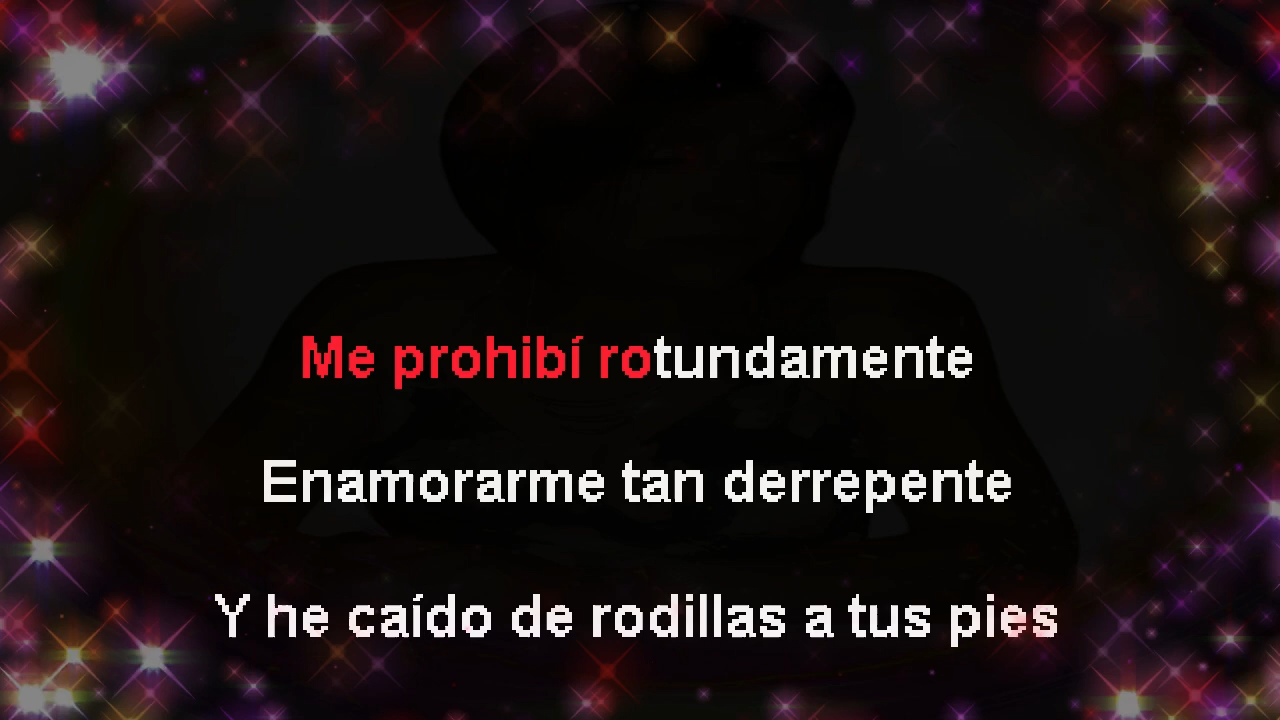 Me prohibí rotundamente
Enamorarme tan derrepente
Y he caído de rodillas a tus pies